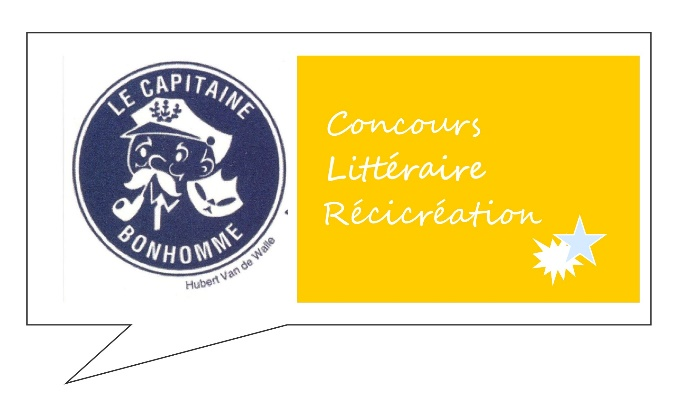 LE CAPITAINE
BONHOMME
Hubert Van de Walle
Concours
Littéraire
Récicréation